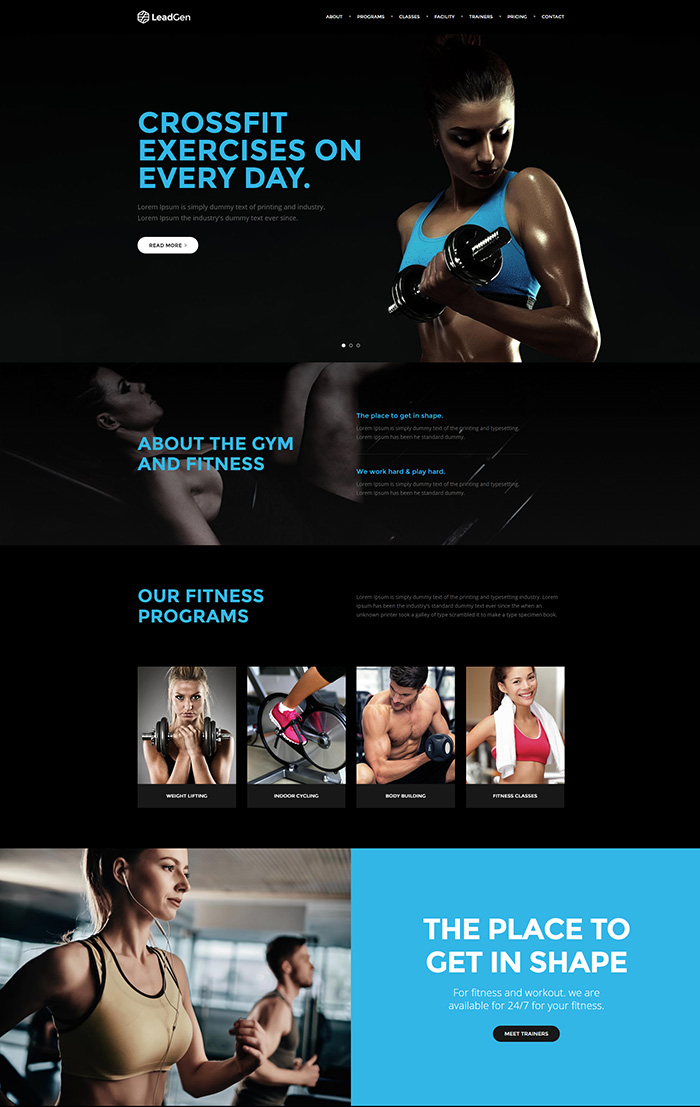 LeadGen
ABOUT • PROGRAMS • CLASSES • FACILITY • TRAINERS • PRICING • CONTACT
CROSSFIT
EXERCISES ON
EVERY DAY.
Lorem Ipsum is simply dummy text of printing and industry.
Lorem Ipsum the industry's dummy text ever since.
READ MORE >
ABOUT THE GYM
AND FITNESS
The place to get in shape.
Lorem Ipsum is simply dummy text of the printing and typesetting.
Lorem Ipsum has been he standard dummy.
We work hard & play hard.
Lorem Ipsum is simply dummy text of the printing and typesetting.
Lorem Ipsum has been he standard dummy.
OUR FITNESS
PROGRAMS
Lorem Ipsum is simply dummy text of the printing and typesetting industry. Lorem
Ipsum has been the industry's standard dummy text ever since the when an
unknown printer took a galley of type scrambled it to make a type specimen book.
WEIGHT LIFTING
INDOOR CYCLING
BODY BUILDING
FITNESS CLASSES
THE PLACE TO
GET IN SHAPE
For fitness and workout. we are
available for 24/7 for your fitness.
MEET TRAINERS